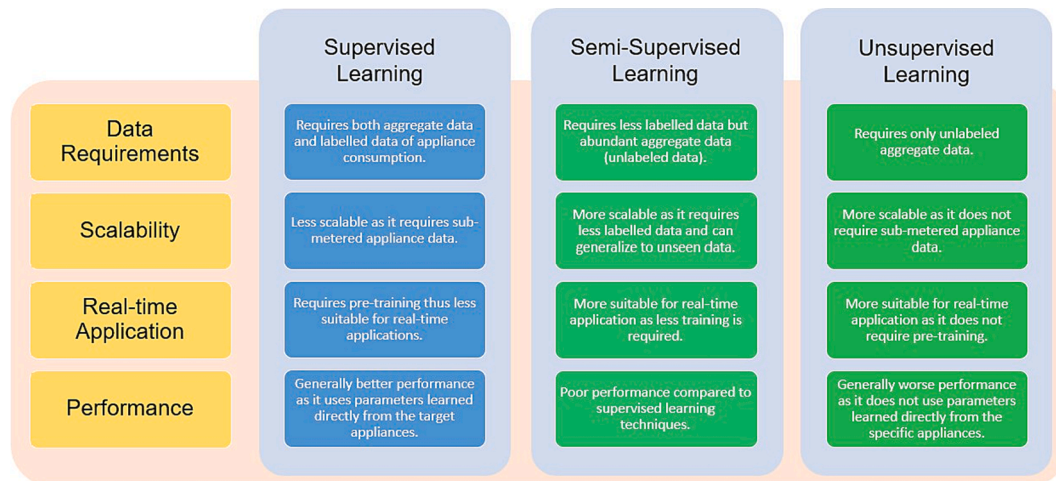 Supervised
Learning
Semi-Supervised
Learning
Unsupervised
Learning
Data
Requirements
Requires both aggregate data
and labelled data of appliance
consumption.
Requires less labelled data but
abundant aggregate data
(unlabeled data).
Requires only unlabeled
aggregate data.
Scalability
Less scalable as it requires sub-
metered appliance data.
More scalable as it requires
less labelled data and can
generalize to unseen data.
More scalable as it does not
require sub-metered appliance
data.
Real-time
Application
Requires pre-training thus less
suitable for real-time
applications.
More suitable for real-time
application as less training is
required.
More suitable for real-time
application as it does not
require pre-training.
Performance
Generally better performance
as it uses parameters learned
directly from the target
appliances.
Poor performance compared to
supervised learning
techniques.
Generally worse performance
as it does not use parameters
learned directly from the
specific appliances.